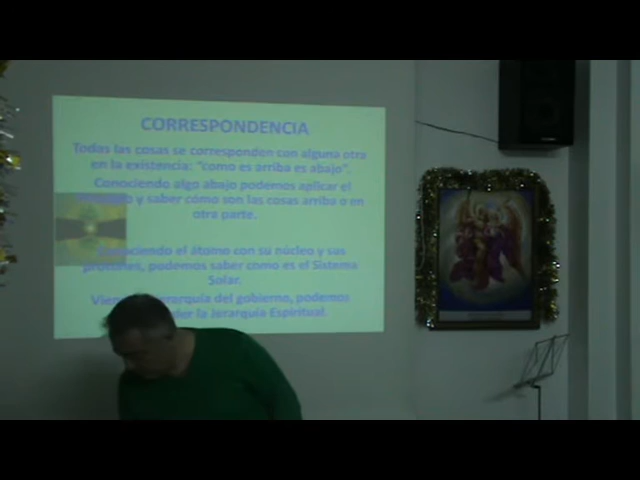 CORRESPONDENCIA
Todas las cosas se corresponden con alguna otra
en la existencia: "como es arriba es abajo".
Conociendo algo abajo podemos aplicar el
y saber cómo son las cosas arriba o en
otra parte.
el átomo con su núcleo y sus
podemos saber como es el Sistema
Solar.
jerarquía del gobierno, podemos
la Jerarquía Espiritual.